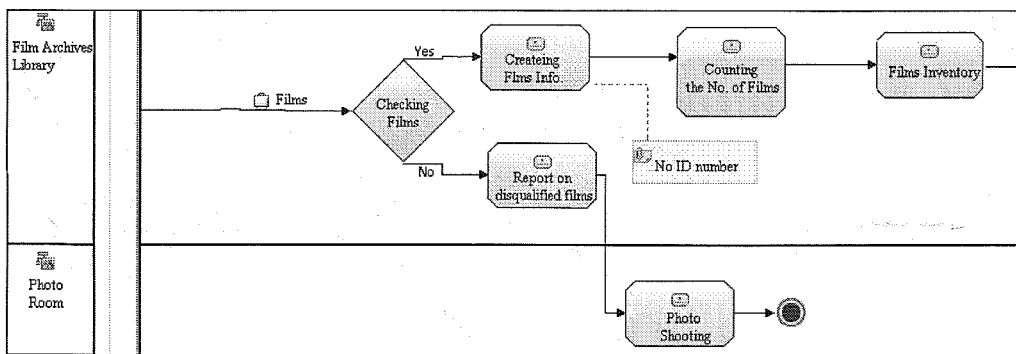 Film Archives
Library
Films
Checking
Films
Yes
No
Createing
Flms Info.
Counting
the No. of Films
Films Inventory
No ID number
Report on
disqualified films
Photo
Room
Photo
Shooting